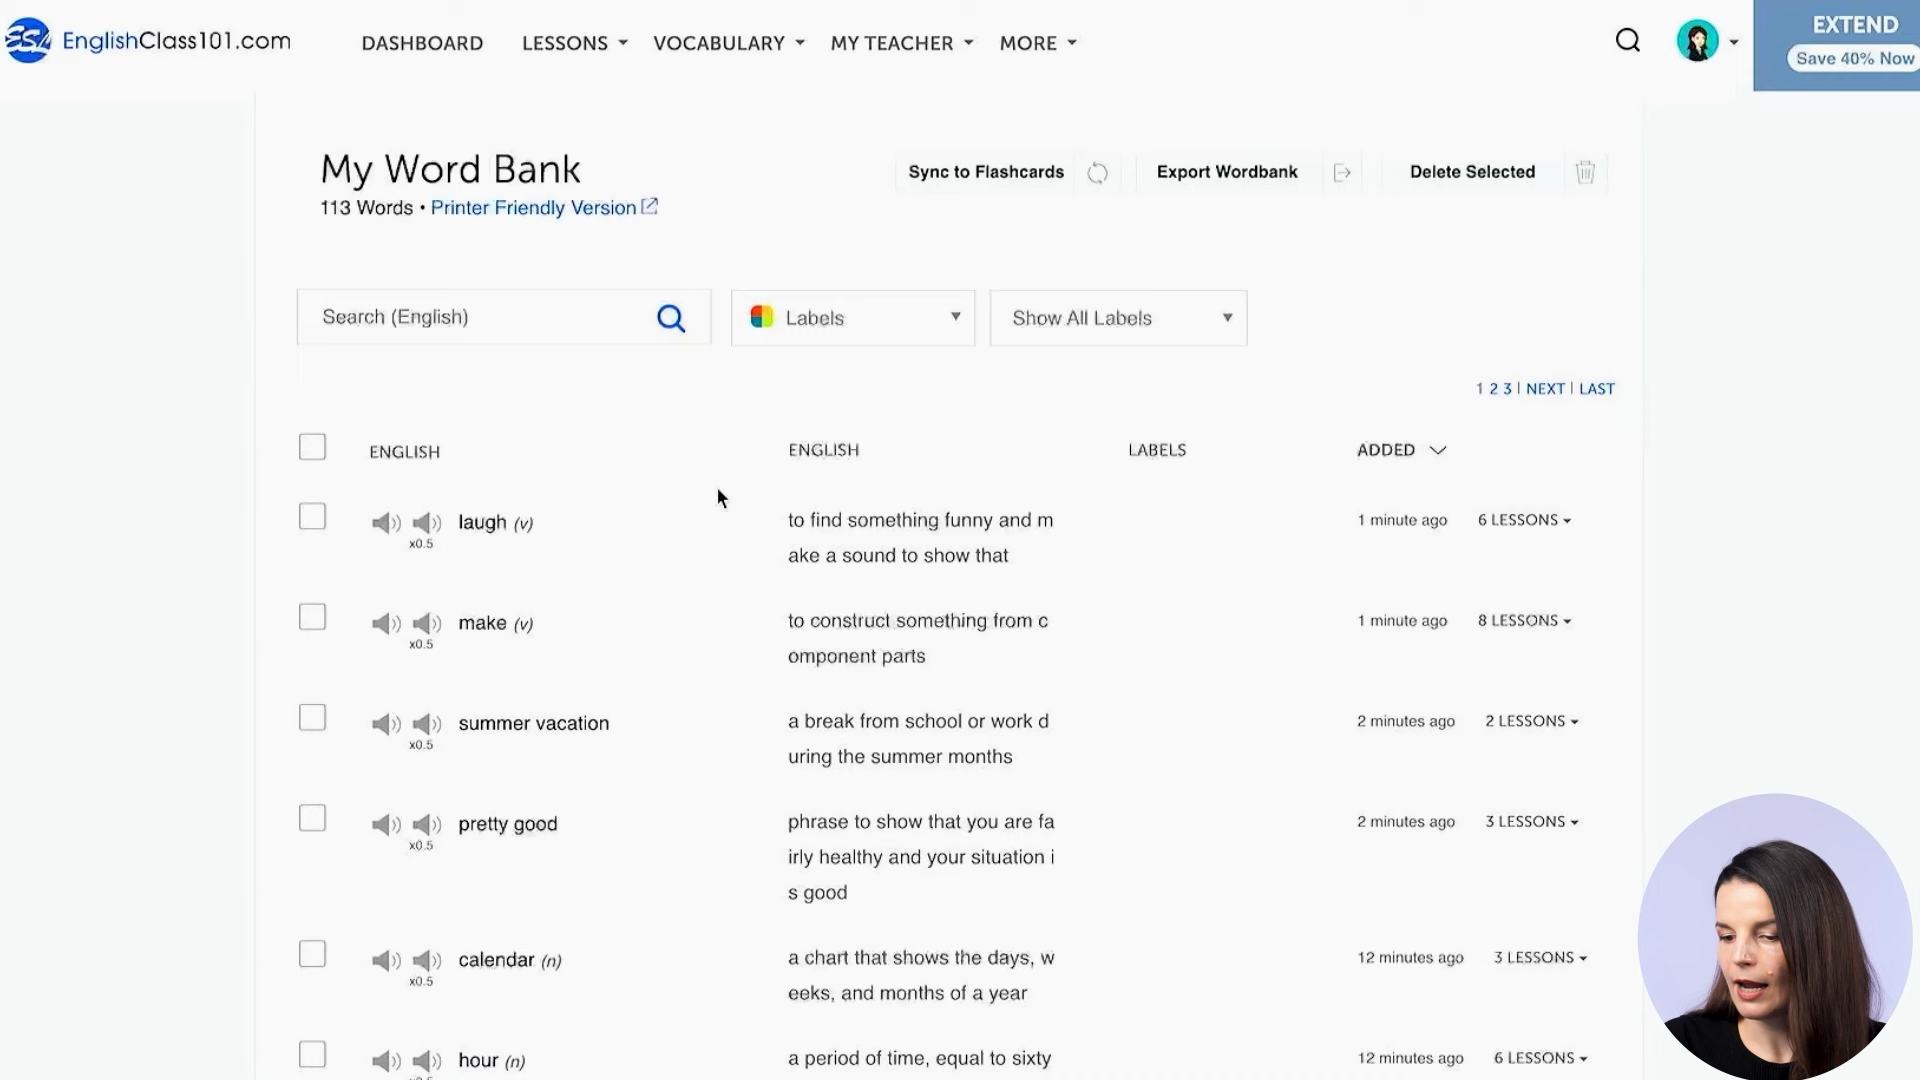 ESL EnglishClass101.com DASHBOARD LESSONS VOCABULARY MY TEACHER MORE EXTEND
Save 40% Now
My Word Bank Sync to Flashcards Export Wordbank Delete Selected
113 Words • Printer Friendly Version
Search (English) Labels Show All Labels
1 2 3 | NEXT | LAST
ENGLISH ENGLISH LABELS ADDED
laugh (v) to find something funny and m 1 minute ago 6 LESSONS
x0.5 ake a sound to show that
make (v) to construct something from c 1 minute ago 8 LESSONS
x0.5 omponent parts
summer vacation a break from school or work d 2 minutes ago 2 LESSONS
x0.5 uring the summer months
pretty good phrase to show that you are fa 2 minutes ago 3 LESSONS
x0.5 irly healthy and your situation i
s good
calendar (n) a chart that shows the days, w 12 minutes ago 3 LESSONS
x0.5 eeks, and months of a year
hour (n) a period of time, equal to sixty 12 minutes ago 6 LESSONS